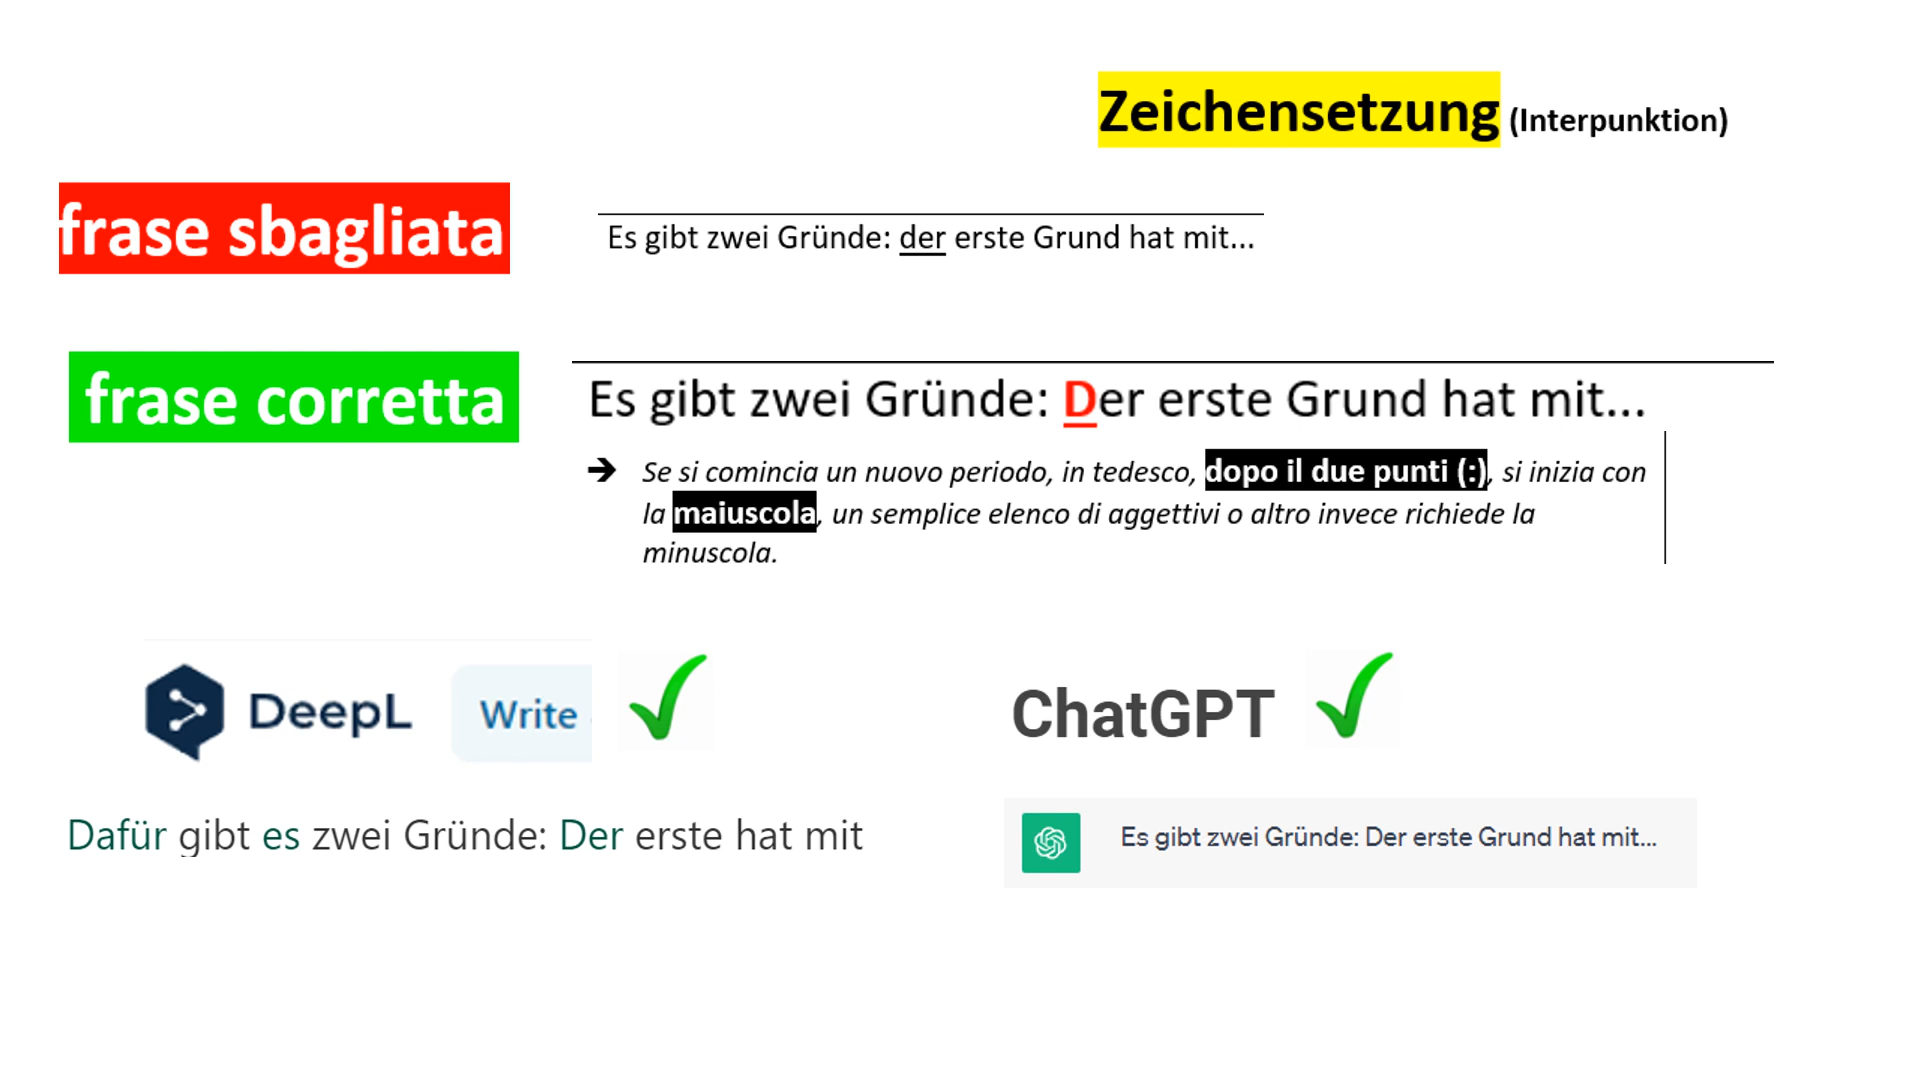 Zeichensetzung (Interpunktion)
frase sbagliata
Es gibt zwei Gründe: der erste Grund hat mit...
frase corretta
Es gibt zwei Gründe: Der erste Grund hat mit...
➔ Se si comincia un nuovo periodo, in tedesco, dopo il due punti (:), si inizia con
la maiuscola, un semplice elenco di aggettivi o altro invece richiede la
minuscola.
DeepL Write
ChatGPT
Dafür gibt es zwei Gründe: Der erste hat mit
Es gibt zwei Gründe: Der erste Grund hat mit...